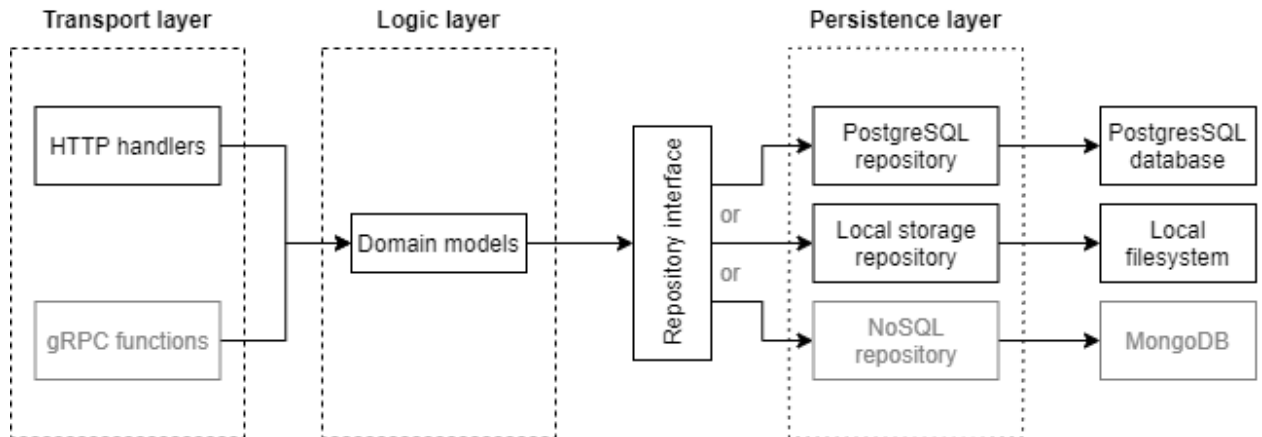 Transport layer
Logic layer
Persistence layer
HTTP handlers
gRPC functions
Domain models
Repository interface
or
or
PostgreSQL
repository
Local storage
repository
NoSQL
repository
PostgresSQL
database
Local
filesystem
MongoDB